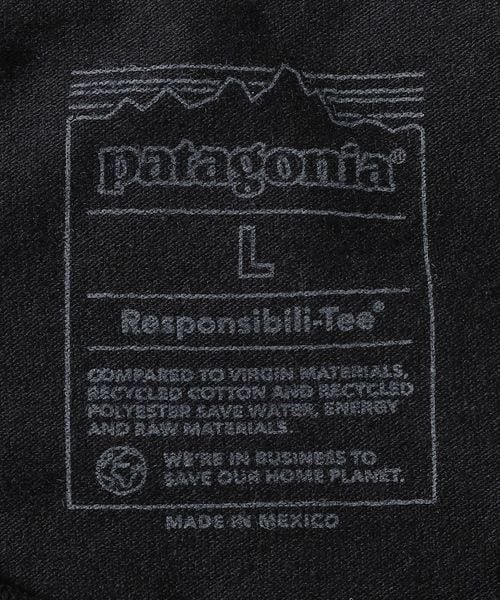 patagonia®
L
Responsibili-Tee®
COMPARED TO VIRGIN MATERIALS,
RECYCLED COTTON AND RECYCLED
POLYESTER SAVE WATER, ENERGY
AND RAW MATERIALS.
WE'RE IN BUSINESS TO
SAVE OUR HOME PLANET.
MADE IN MEXICO